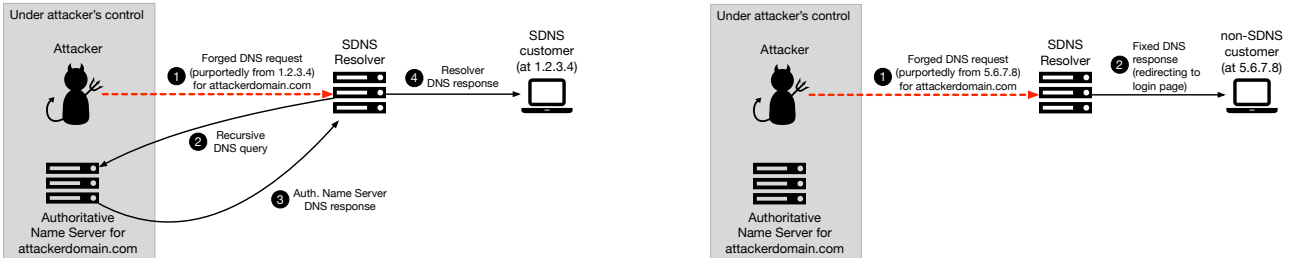 Under attacker's control
Attacker
1
Forged DNS request
(purportedly from 1.2.3.4)
for attackerdomain.com
SDNS
Resolver
4
Resolver
DNS response
SDNS
customer
(at 1.2.3.4)
2
Recursive
DNS query
3
Auth. Name Server
DNS response
Authoritative
Name Server for
attackerdomain.com
Under attacker's control
Attacker
1
Forged DNS request
(purportedly from 5.6.7.8)
for attackerdomain.com
SDNS
Resolver
2
Fixed DNS
response
(redirecting to
login page)
non-SDNS
customer
(at 5.6.7.8)
Authoritative
Name Server for
attackerdomain.com